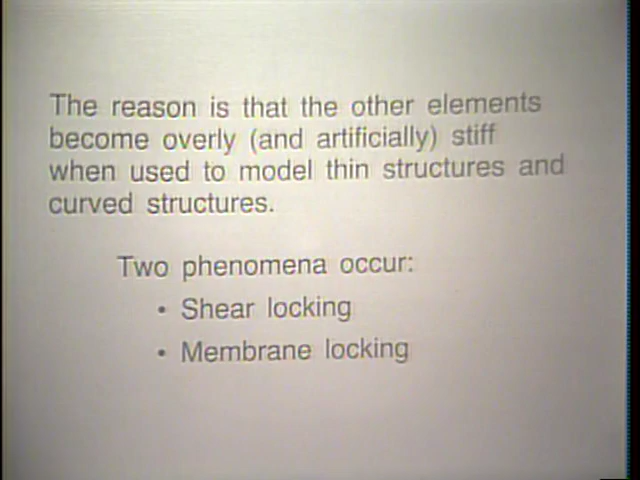 The reason is that the other elements
become overly (and artificially) stiff
when used to model thin structures and
curved structures.
Two phenomena occur:
• Shear locking
• Membrane locking